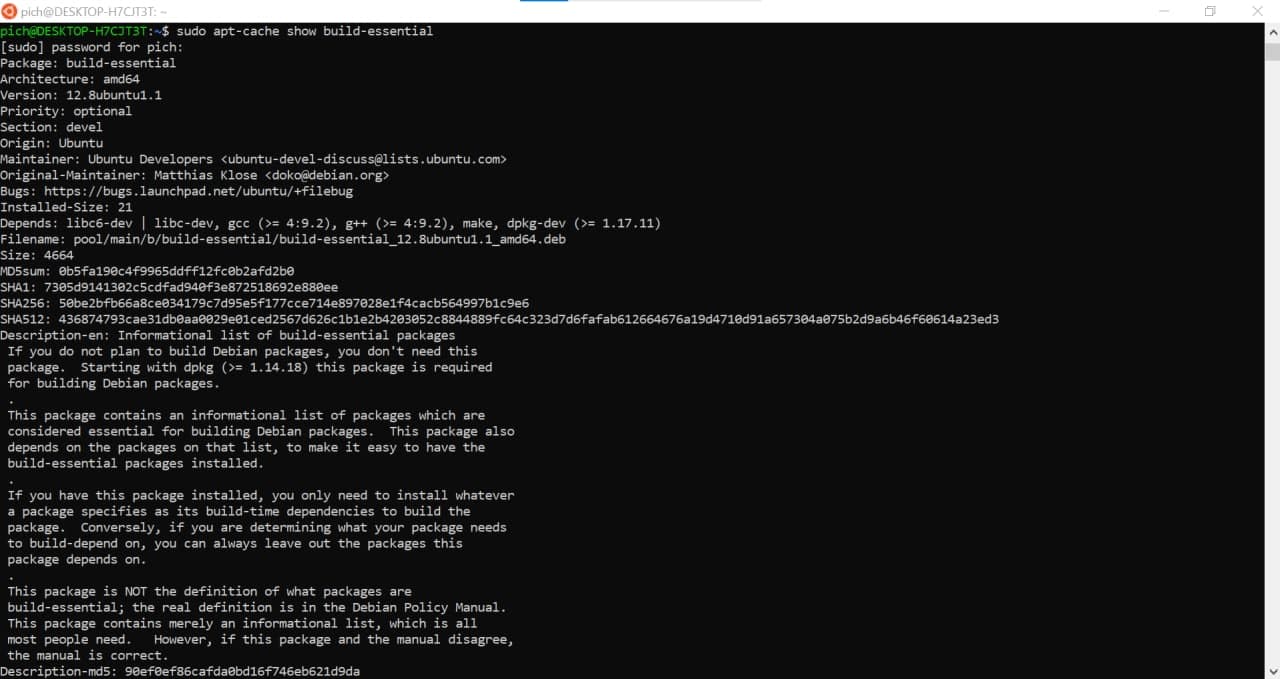 pich@DESKTOP-H7CJT3T: ~
pich@DESKTOP-H7CJT3T:~$ sudo apt-cache show build-essential
[sudo] password for pich:
Package: build-essential
Architecture: amd64
Version: 12.8ubuntu1.1
Priority: optional
Section: devel
Origin: Ubuntu
Maintainer: Ubuntu Developers <ubuntu-devel-discuss@lists.ubuntu.com>
Original-Maintainer: Matthias Klose <doko@debian.org>
Bugs: https://bugs.launchpad.net/ubuntu/+filebug
Installed-Size: 21
Depends: libc6-dev | libc-dev, gcc (>= 4:9.2), g++ (>= 4:9.2), make, dpkg-dev (>= 1.17.11)
Filename: pool/main/b/build-essential/build-essential_12.8ubuntu1.1_amd64.deb
Size: 4664
MD5sum: 0b5fa190c4f9965ddff12fc0b2afd2b0
SHA1: 7305d9141302c5cdfad940f3e872518692e880ee
SHA256: 50be2bfb66a8ce034179c7d95e5f177cce714e897028e1f4cacb564997b1c9e6
SHA512: 436874793cae31db0aa0029e01ced2567d626c1b1e2b4203052c8844889fc64c323d7d6fafab612664676a19d4710d91a657304a075b2d9a6b46f60614a23ed3
Description-en: Informational list of build-essential packages
If you do not plan to build Debian packages, you don't need this
package.  Starting with dpkg (>= 1.14.18) this package is required
for building Debian packages.
.
This package contains an informational list of packages which are
considered essential for building Debian packages.  This package also
depends on the packages on that list, to make it easy to have the
build-essential packages installed.
.
If you have this package installed, you only need to install whatever
a package specifies as its build-time dependencies to build the
package.  Conversely, if you are determining what your package needs
to build-depend on, you can always leave out the packages this
package depends on.
.
This package is NOT the definition of what packages are
build-essential; the real definition is in the Debian Policy Manual.
This package contains merely an informational list, which is all
most people need.   However, if this package and the manual disagree,
the manual is correct.
Description-md5: 90ef0ef86cafda0bd16f746eb621d9da